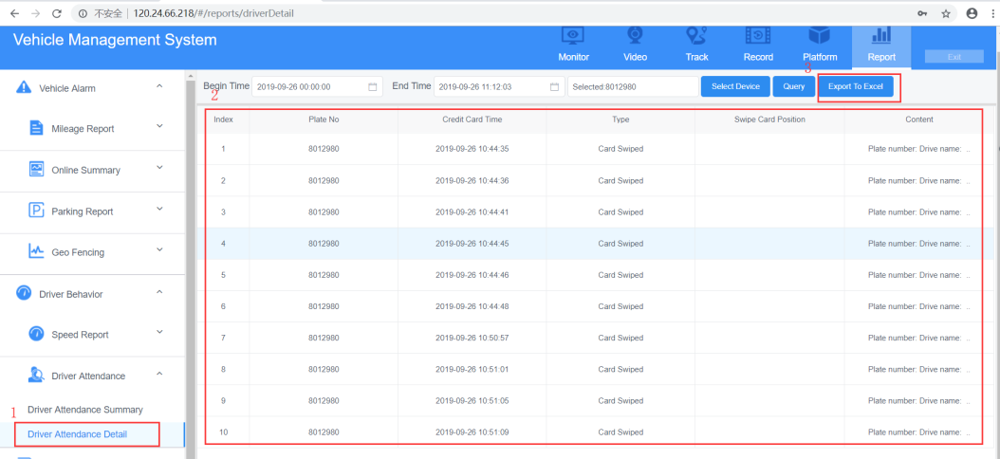 不安全 | 120.24.66.218/#/reports/driverDetail
Vehicle Management System
Monitor Video Track Record Platform Report Exit
Vehicle Alarm
Mileage Report
Online Summary
Parking Report
Geo Fencing
Driver Behavior
Speed Report
Driver Attendance
Driver Attendance Summary
1
Driver Attendance Detail
3
Begin Time 2019-09-26 00:00:00 End Time 2019-09-26 11:12:03 Selected:8012980 Select Device Query Export To Excel
2
Index Plate No Credit Card Time Type Swipe Card Position Content
1 8012980 2019-09-26 10:44:35 Card Swiped Plate number: Drive name: ..
2 8012980 2019-09-26 10:44:36 Card Swiped Plate number: Drive name: ..
3 8012980 2019-09-26 10:44:41 Card Swiped Plate number: Drive name: ..
4 8012980 2019-09-26 10:44:45 Card Swiped Plate number: Drive name: ..
5 8012980 2019-09-26 10:44:46 Card Swiped Plate number: Drive name: ..
6 8012980 2019-09-26 10:44:48 Card Swiped Plate number: Drive name: ..
7 8012980 2019-09-26 10:50:57 Card Swiped Plate number: Drive name: ..
8 8012980 2019-09-26 10:51:01 Card Swiped Plate number: Drive name: ..
9 8012980 2019-09-26 10:51:05 Card Swiped Plate number: Drive name: ..
10 8012980 2019-09-26 10:51:09 Card Swiped Plate number: Drive name: ..